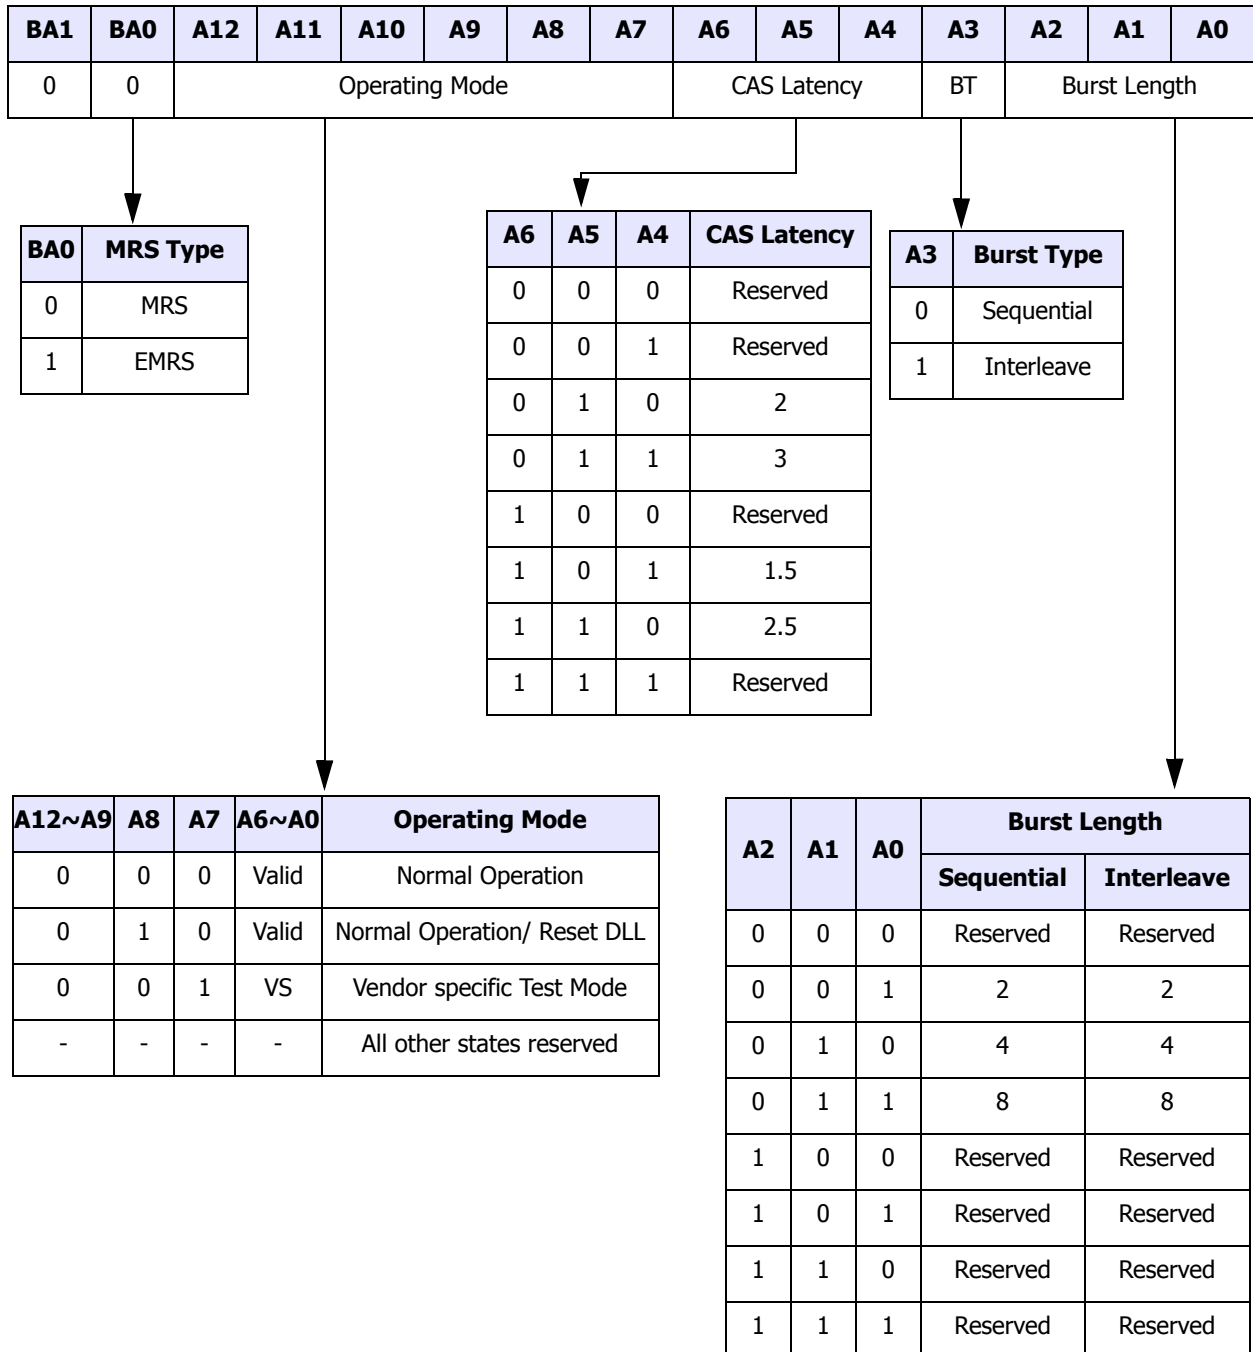 BA1 BA0 A12 A11 A10 A9 A8 A7 A6 A5 A4 A3 A2 A1 A0
0 0 Operating Mode CAS Latency BT Burst Length
BA0 MRS Type
0 MRS
1 EMRS
A6 A5 A4 CAS Latency
0 0 0 Reserved
0 0 1 Reserved
0 1 0 2
0 1 1 3
1 0 0 Reserved
1 0 1 1.5
1 1 0 2.5
1 1 1 Reserved
A3 Burst Type
0 Sequential
1 Interleave
A12~A9 A8 A7 A6~A0 Operating Mode
0 0 0 Valid Normal Operation
0 1 0 Valid Normal Operation/ Reset DLL
0 0 1 VS Vendor specific Test Mode
- - - - All other states reserved
A2 A1 A0 Burst Length
Sequential Interleave
0 0 0 Reserved Reserved
0 0 1 2 2
0 1 0 4 4
0 1 1 8 8
1 0 0 Reserved Reserved
1 0 1 Reserved Reserved
1 1 0 Reserved Reserved
1 1 1 Reserved Reserved